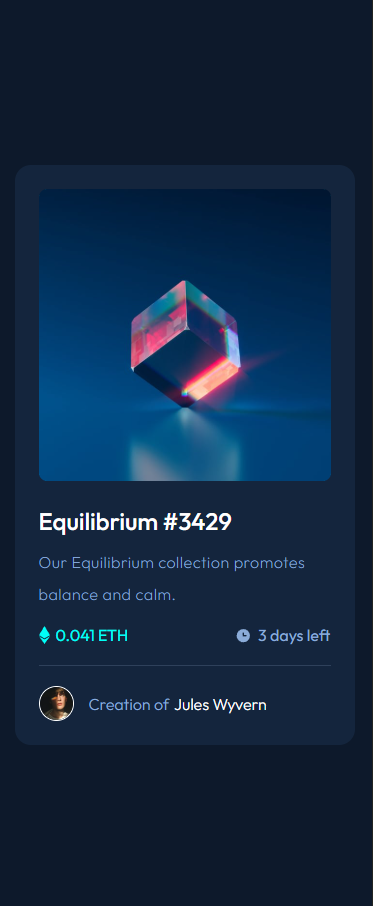 Equilibrium #3429
Our Equilibrium collection promotes
balance and calm.
0.041 ETH
3 days left
Creation of Jules Wyvern